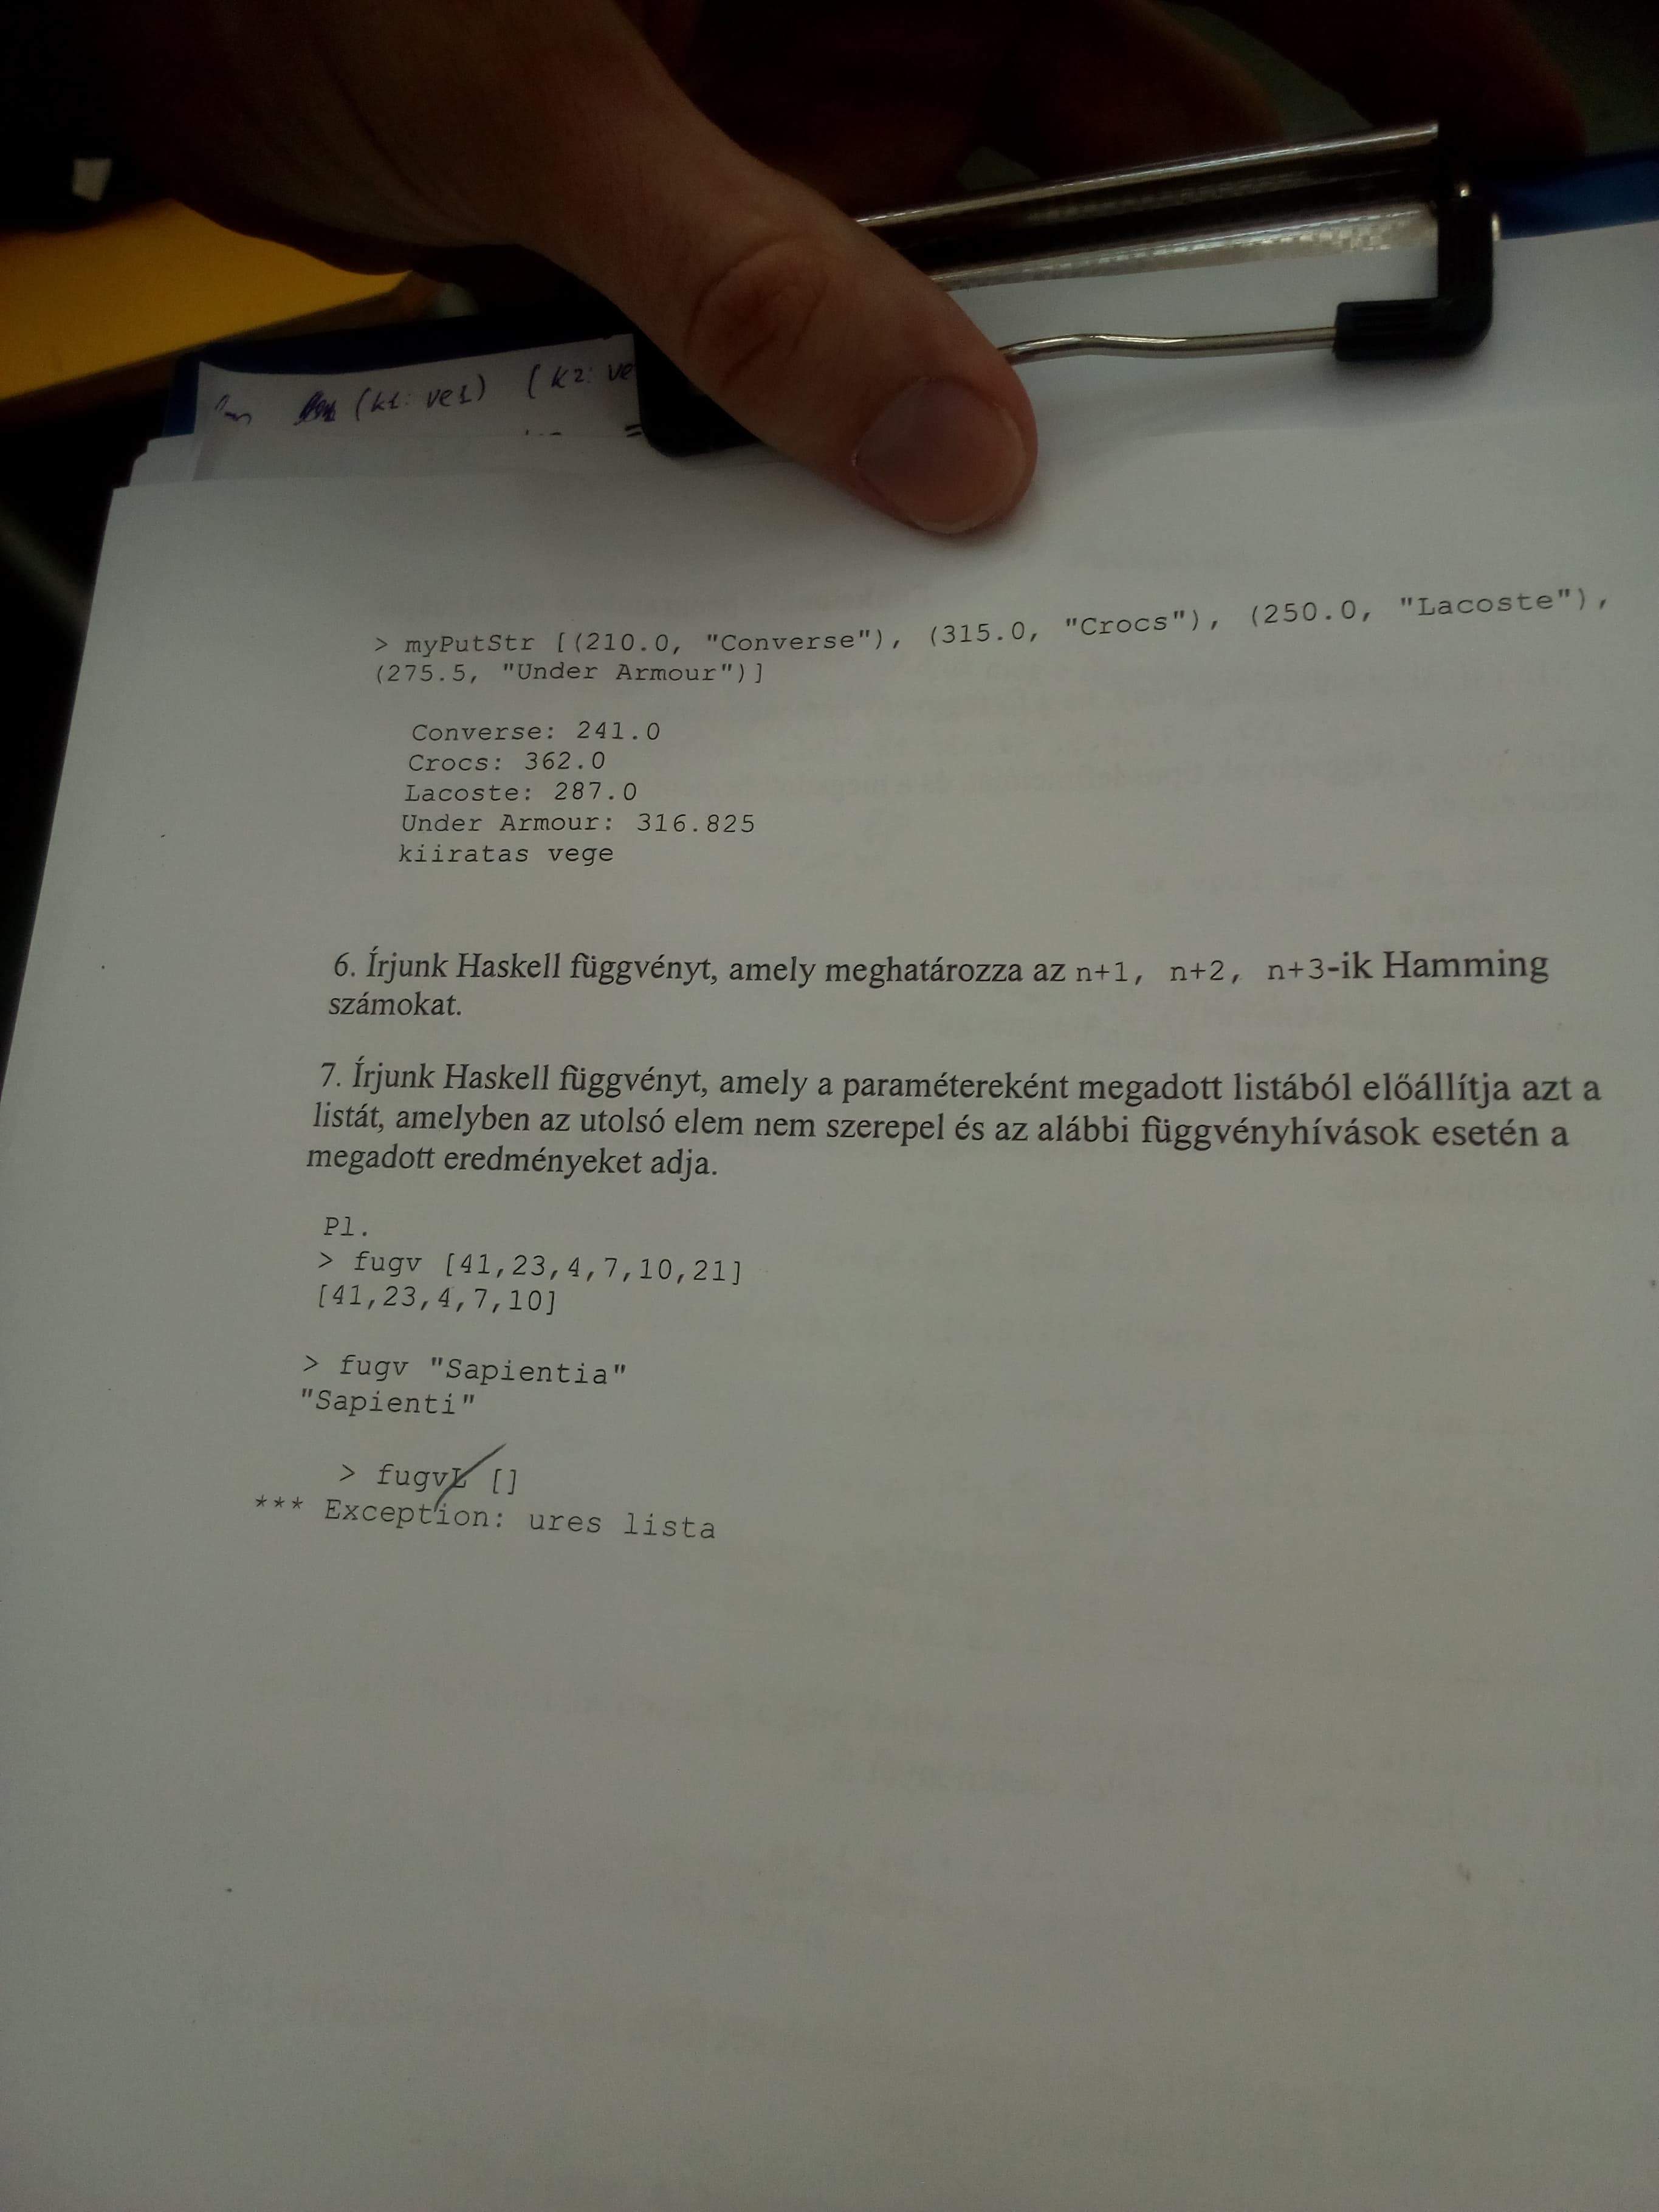 (k1: ve1) (k2: ve
=
> myPutStr [(210.0, "Converse"), (315.0, "Crocs"), (250.0, "Lacoste"),
(275.5, "Under Armour")]
Converse: 241.0
Crocs: 362.0
Lacoste: 287.0
Under Armour: 316.825
kiiratas vege
6. Írjunk Haskell függvényt, amely meghatározza az n+1, n+2, n+3-ik Hamming
számokat.
7. Írjunk Haskell függvényt, amely a paramétereként megadott listából előállítja azt a
listát, amelyben az utolsó elem nem szerepel és az alábbi függvényhívások esetén a
megadott eredményeket adja.
Pl.
> fugv [41,23,4,7,10,21]
[41,23,4,7,10]
> fugv "Sapientia"
"Sapienti"
> fugvL []
*** Exception: ures lista